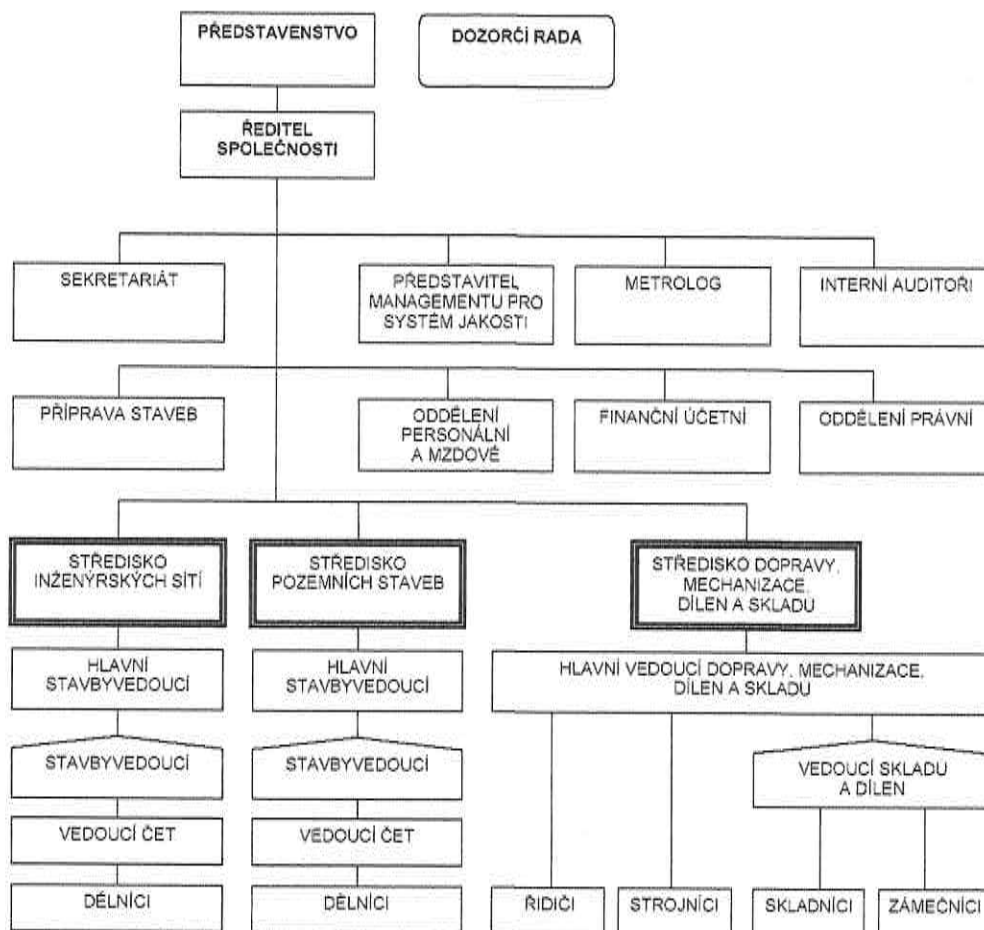 PŘEDSTAVENSTVO
DOZORČÍ RADA
ŘEDITEL
SPOLEČNOSTI
SEKRETARIÁT
PŘEDSTAVITEL
MANAGEMENTU PRO
SYSTÉM JAKOSTI
METROLOG
INTERNÍ AUDITOŘI
PŘÍPRAVA STAVEB
ODDĚLENÍ
PERSONÁLNÍ
A MZDOVÉ
FINANČNÍ ÚČETNÍ
ODDĚLENÍ PRÁVNÍ
STŘEDISKO
INŽENÝRSKÝCH SÍTÍ
STŘEDISKO
POZEMNÍCH STAVEB
STŘEDISKO DOPRAVY,
MECHANIZACE,
DÍLEN A SKLADU
HLAVNÍ
STAVBYVEDOUCÍ
HLAVNÍ
STAVBYVEDOUCÍ
HLAVNÍ VEDOUCÍ DOPRAVY, MECHANIZACE,
DÍLEN A SKLADU
STAVBYVEDOUCÍ
STAVBYVEDOUCÍ
VEDOUCÍ SKLADU
A DÍLEN
VEDOUCÍ ČET
VEDOUCÍ ČET
DĚLNÍCI
DĚLNÍCI
ŘIDIČI
STROJNÍCI
SKLADNÍCI
ZÁMEČNÍCI